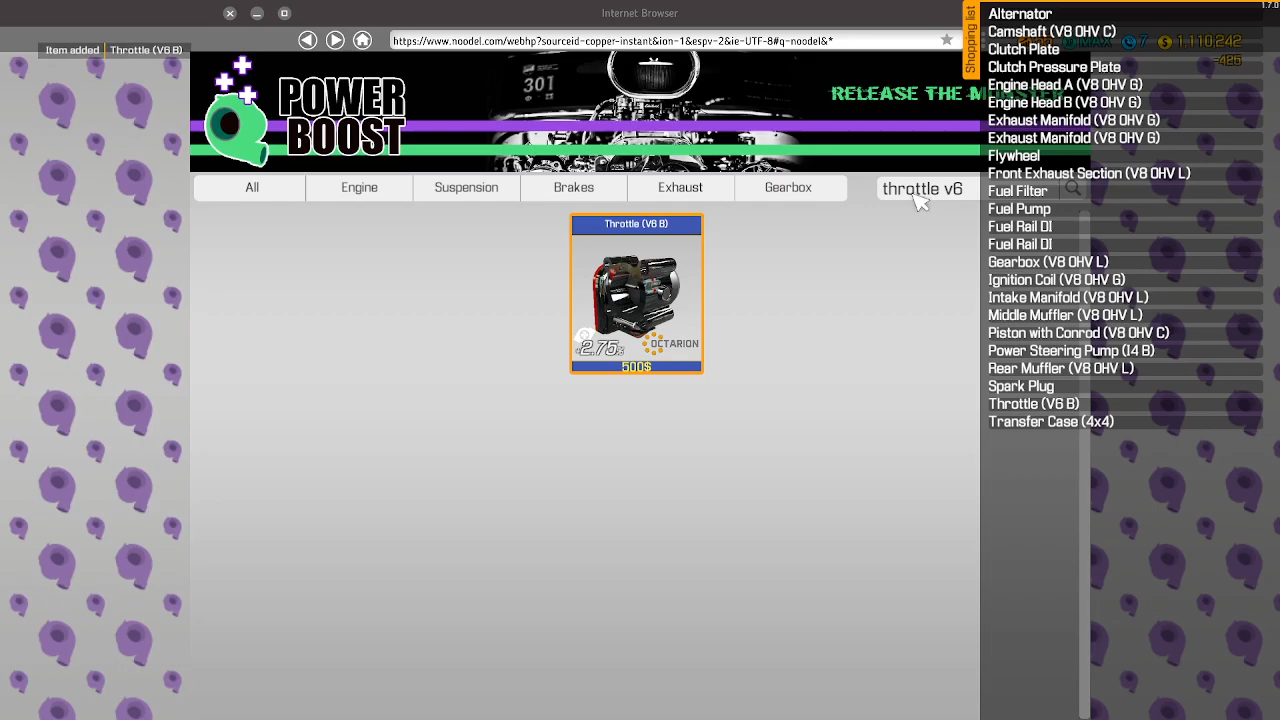 Internet Browser
1.7.0
https://www.noodel.com/webhp?sourceid-copper-instant&ion-1&espv-2&ie-UTF-8#q-noodel&*
Item added Throttle (V6 B)
301
POWER
BOOST
RELEASE THE
7
1,110,242
-425
All
Engine
Suspension
Brakes
Exhaust
Gearbox
throttle v6
Throttle (V6 B)
+2.75%
OCTARION
500$
Shopping list
Alternator
Camshaft (V8 OHV C)
Clutch Plate
Clutch Pressure Plate
Engine Head A (V8 OHV G)
Engine Head B (V8 OHV G)
Exhaust Manifold (V8 OHV G)
Exhaust Manifold (V8 OHV G)
Flywheel
Front Exhaust Section (V8 OHV L)
Fuel Filter
Fuel Pump
Fuel Rail DI
Fuel Rail DI
Gearbox (V8 OHV L)
Ignition Coil (V8 OHV G)
Intake Manifold (V8 OHV L)
Middle Muffler (V8 OHV L)
Piston with Conrod (V8 OHV C)
Power Steering Pump (I4 B)
Rear Muffler (V8 OHV L)
Spark Plug
Throttle (V6 B)
Transfer Case (4x4)